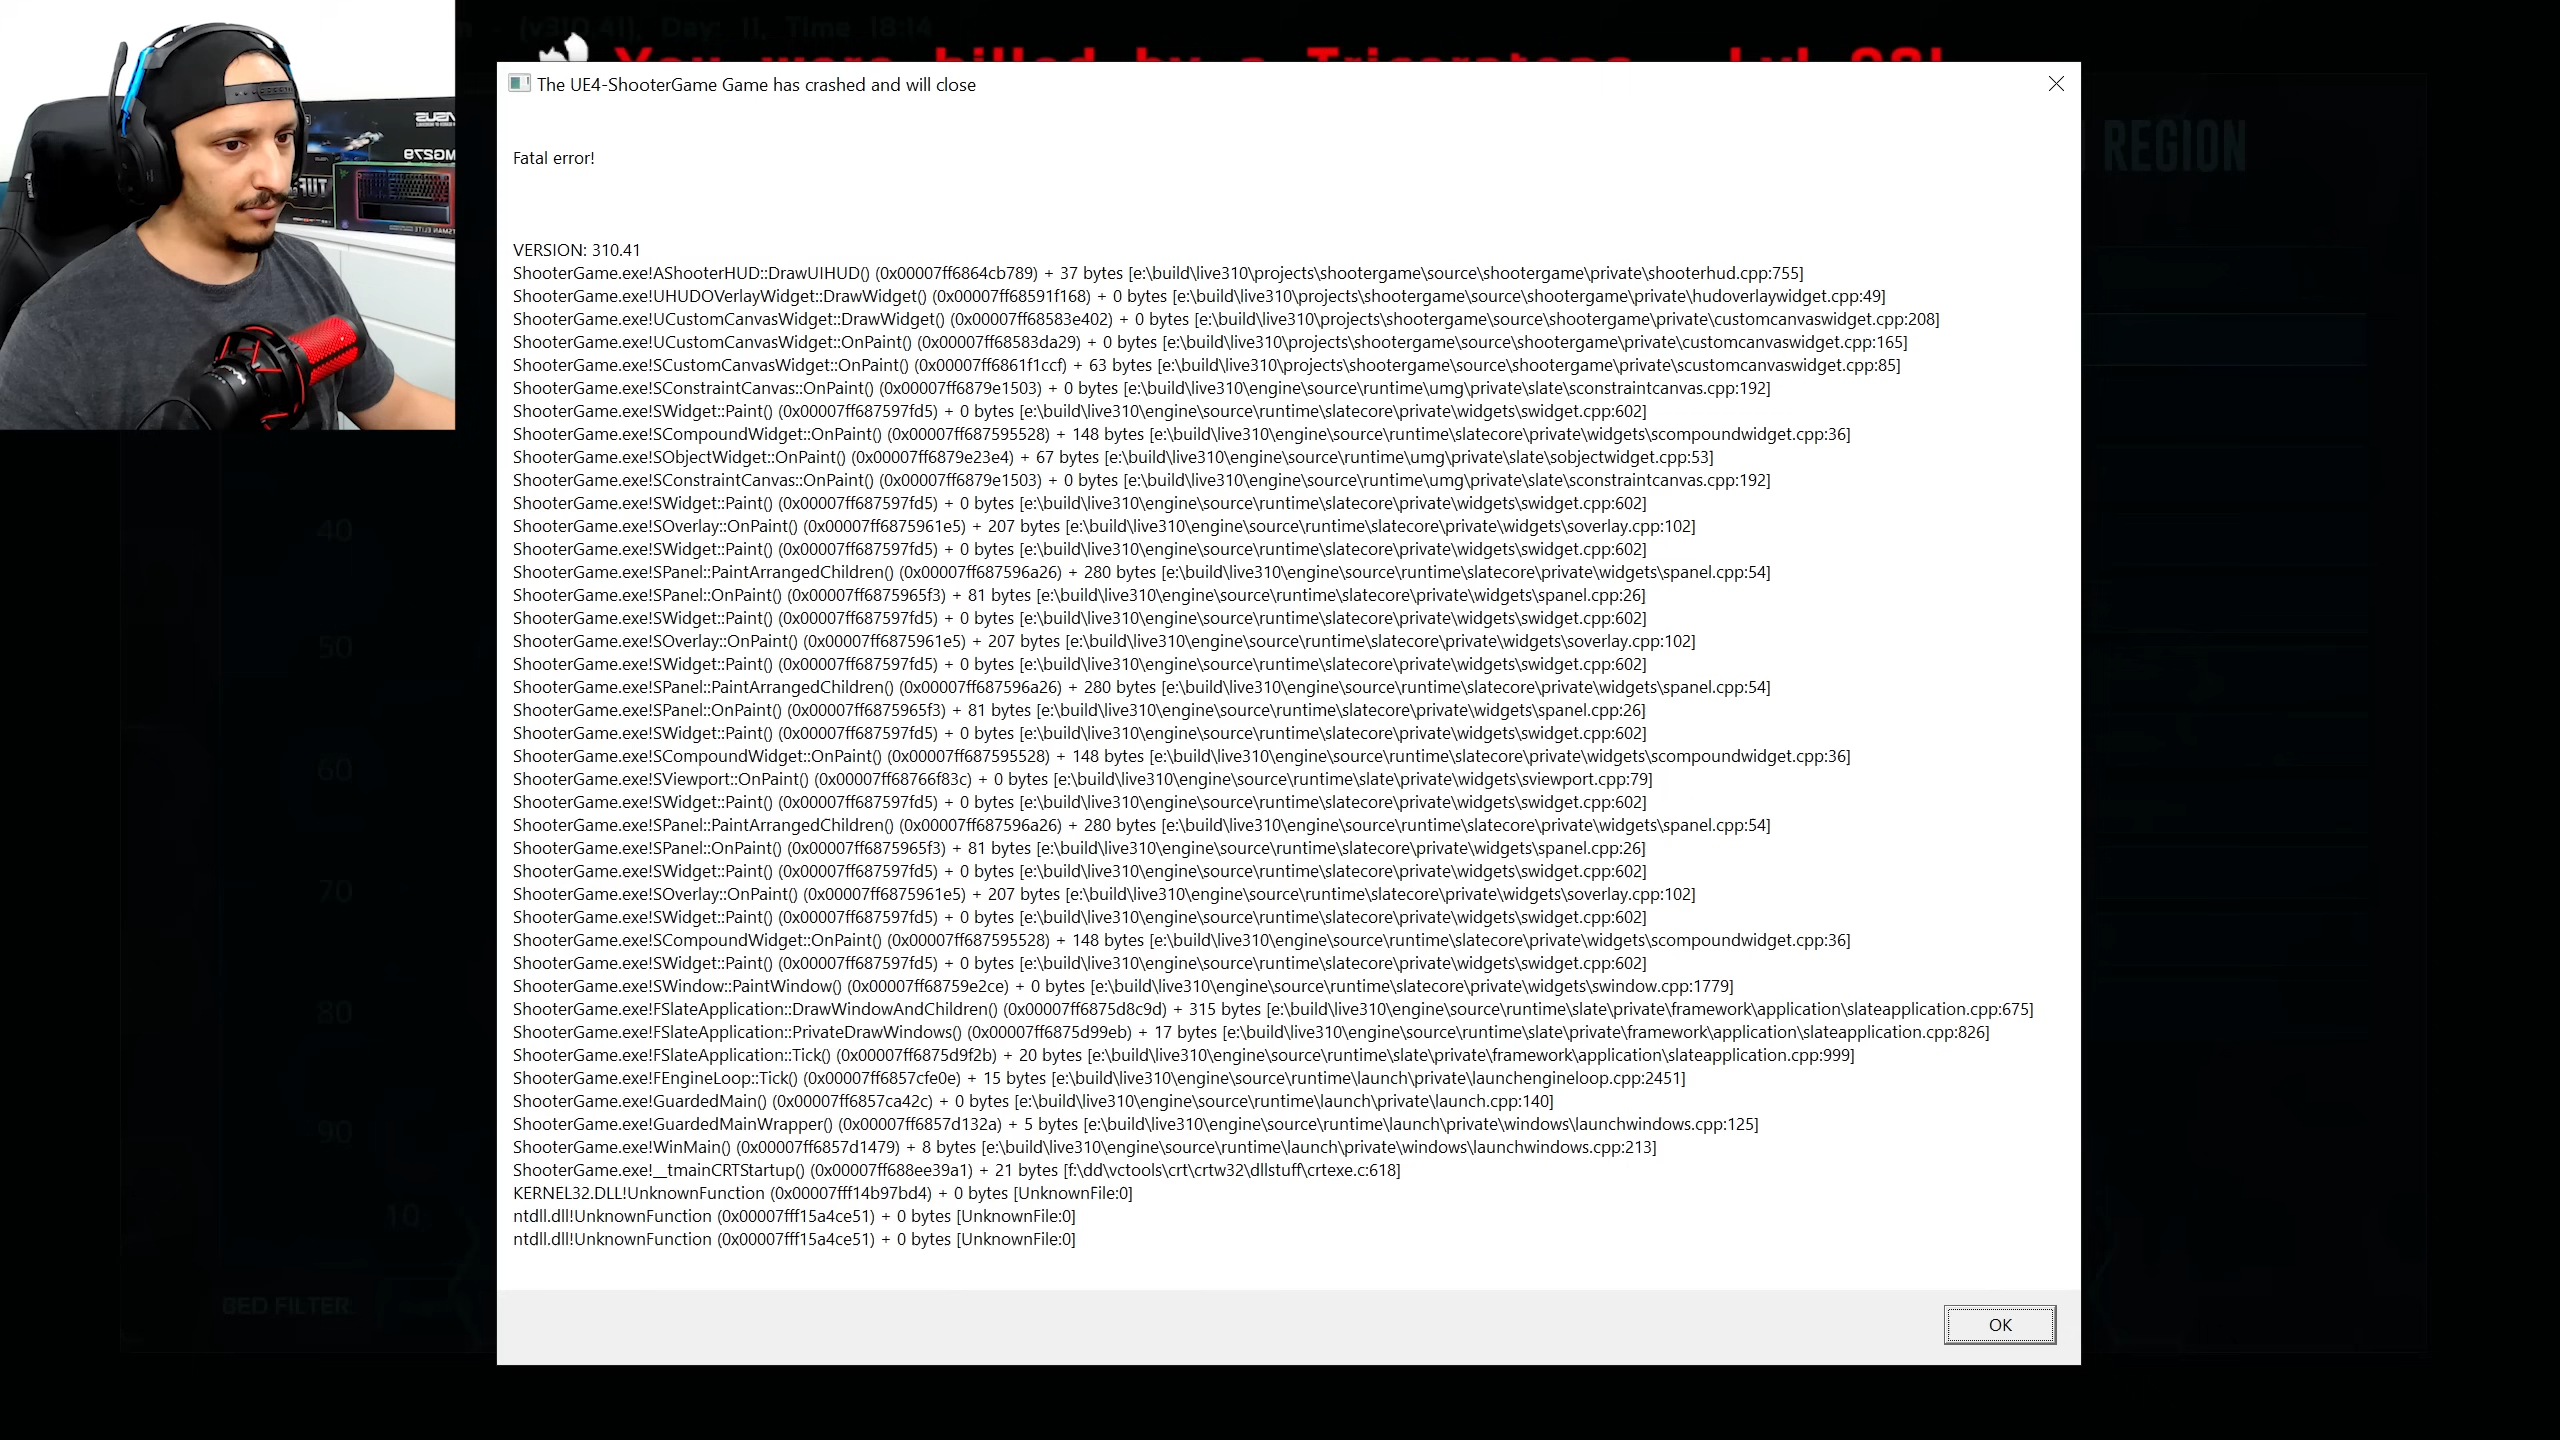 (v310.41), Day: 11, Time 18:14
You were killed by a Triceratops - Lvl
REGION
The UE4-ShooterGame Game has crashed and will close
Fatal error!
VERSION: 310.41
ShooterGame.exe!AShooterHUD::DrawUIHUD() (0x00007ff6864cb789) + 37 bytes [e:\build\live310\projects\shootergame\source\shootergame\private\shooterhud.cpp:755]
ShooterGame.exe!UHUDOVerlayWidget::DrawWidget() (0x00007ff68591f168) + 0 bytes [e:\build\live310\projects\shootergame\source\shootergame\private\hudoverlaywidget.cpp:49]
ShooterGame.exe!UCustomCanvasWidget::DrawWidget() (0x00007ff68583e402) + 0 bytes [e:\build\live310\projects\shootergame\source\shootergame\private\customcanvaswidget.cpp:208]
ShooterGame.exe!UCustomCanvasWidget::OnPaint() (0x00007ff68583da29) + 0 bytes [e:\build\live310\projects\shootergame\source\shootergame\private\customcanvaswidget.cpp:165]
ShooterGame.exe!SCustomCanvasWidget::OnPaint() (0x00007ff6861f1ccf) + 63 bytes [e:\build\live310\projects\shootergame\source\shootergame\private\scustomcanvaswidget.cpp:85]
ShooterGame.exe!SConstraintCanvas::OnPaint() (0x00007ff6879e1503) + 0 bytes [e:\build\live310\engine\source\runtime\umg\private\slate\sconstraintcanvas.cpp:192]
ShooterGame.exe!SWidget::Paint() (0x00007ff687597fd5) + 0 bytes [e:\build\live310\engine\source\runtime\slatecore\private\widgets\swidget.cpp:602]
ShooterGame.exe!SCompoundWidget::OnPaint() (0x00007ff687595528) + 148 bytes [e:\build\live310\engine\source\runtime\slatecore\private\widgets\scompoundwidget.cpp:36]
ShooterGame.exe!SObjectWidget::OnPaint() (0x00007ff6879e23e4) + 67 bytes [e:\build\live310\engine\source\runtime\umg\private\slate\sobjectwidget.cpp:53]
ShooterGame.exe!SConstraintCanvas::OnPaint() (0x00007ff6879e1503) + 0 bytes [e:\build\live310\engine\source\runtime\umg\private\slate\sconstraintcanvas.cpp:192]
ShooterGame.exe!SWidget::Paint() (0x00007ff687597fd5) + 0 bytes [e:\build\live310\engine\source\runtime\slatecore\private\widgets\swidget.cpp:602]
ShooterGame.exe!SOverlay::OnPaint() (0x00007ff6875961e5) + 207 bytes [e:\build\live310\engine\source\runtime\slatecore\private\widgets\soverlay.cpp:102]
ShooterGame.exe!SWidget::Paint() (0x00007ff687597fd5) + 0 bytes [e:\build\live310\engine\source\runtime\slatecore\private\widgets\swidget.cpp:602]
ShooterGame.exe!SPanel::PaintArrangedChildren() (0x00007ff687596a26) + 280 bytes [e:\build\live310\engine\source\runtime\slatecore\private\widgets\spanel.cpp:54]
ShooterGame.exe!SPanel::OnPaint() (0x00007ff6875965f3) + 81 bytes [e:\build\live310\engine\source\runtime\slatecore\private\widgets\spanel.cpp:26]
ShooterGame.exe!SWidget::Paint() (0x00007ff687597fd5) + 0 bytes [e:\build\live310\engine\source\runtime\slatecore\private\widgets\swidget.cpp:602]
ShooterGame.exe!SOverlay::OnPaint() (0x00007ff6875961e5) + 207 bytes [e:\build\live310\engine\source\runtime\slatecore\private\widgets\soverlay.cpp:102]
ShooterGame.exe!SWidget::Paint() (0x00007ff687597fd5) + 0 bytes [e:\build\live310\engine\source\runtime\slatecore\private\widgets\swidget.cpp:602]
ShooterGame.exe!SPanel::PaintArrangedChildren() (0x00007ff687596a26) + 280 bytes [e:\build\live310\engine\source\runtime\slatecore\private\widgets\spanel.cpp:54]
ShooterGame.exe!SPanel::OnPaint() (0x00007ff6875965f3) + 81 bytes [e:\build\live310\engine\source\runtime\slatecore\private\widgets\spanel.cpp:26]
ShooterGame.exe!SWidget::Paint() (0x00007ff687597fd5) + 0 bytes [e:\build\live310\engine\source\runtime\slatecore\private\widgets\swidget.cpp:602]
ShooterGame.exe!SCompoundWidget::OnPaint() (0x00007ff687595528) + 148 bytes [e:\build\live310\engine\source\runtime\slatecore\private\widgets\scompoundwidget.cpp:36]
ShooterGame.exe!SViewport::OnPaint() (0x00007ff68766f83c) + 0 bytes [e:\build\live310\engine\source\runtime\slate\private\widgets\sviewport.cpp:79]
ShooterGame.exe!SWidget::Paint() (0x00007ff687597fd5) + 0 bytes [e:\build\live310\engine\source\runtime\slatecore\private\widgets\swidget.cpp:602]
ShooterGame.exe!SPanel::PaintArrangedChildren() (0x00007ff687596a26) + 280 bytes [e:\build\live310\engine\source\runtime\slatecore\private\widgets\spanel.cpp:54]
ShooterGame.exe!SPanel::OnPaint() (0x00007ff6875965f3) + 81 bytes [e:\build\live310\engine\source\runtime\slatecore\private\widgets\spanel.cpp:26]
ShooterGame.exe!SWidget::Paint() (0x00007ff687597fd5) + 0 bytes [e:\build\live310\engine\source\runtime\slatecore\private\widgets\swidget.cpp:602]
ShooterGame.exe!SOverlay::OnPaint() (0x00007ff6875961e5) + 207 bytes [e:\build\live310\engine\source\runtime\slatecore\private\widgets\soverlay.cpp:102]
ShooterGame.exe!SWidget::Paint() (0x00007ff687597fd5) + 0 bytes [e:\build\live310\engine\source\runtime\slatecore\private\widgets\swidget.cpp:602]
ShooterGame.exe!SCompoundWidget::OnPaint() (0x00007ff687595528) + 148 bytes [e:\build\live310\engine\source\runtime\slatecore\private\widgets\scompoundwidget.cpp:36]
ShooterGame.exe!SWidget::Paint() (0x00007ff687597fd5) + 0 bytes [e:\build\live310\engine\source\runtime\slatecore\private\widgets\swidget.cpp:602]
ShooterGame.exe!SWindow::PaintWindow() (0x00007ff68759e2ce) + 0 bytes [e:\build\live310\engine\source\runtime\slatecore\private\widgets\swindow.cpp:1779]
ShooterGame.exe!FSlateApplication::DrawWindowAndChildren() (0x00007ff6875d8c9d) + 315 bytes [e:\build\live310\engine\source\runtime\slate\private\framework\application\slateapplication.cpp:675]
ShooterGame.exe!FSlateApplication::PrivateDrawWindows() (0x00007ff6875d99eb) + 17 bytes [e:\build\live310\engine\source\runtime\slate\private\framework\application\slateapplication.cpp:826]
ShooterGame.exe!FSlateApplication::Tick() (0x00007ff6875d9f2b) + 20 bytes [e:\build\live310\engine\source\runtime\slate\private\framework\application\slateapplication.cpp:999]
ShooterGame.exe!FEngineLoop::Tick() (0x00007ff6857cfe0e) + 15 bytes [e:\build\live310\engine\source\runtime\launch\private\launchengineloop.cpp:2451]
ShooterGame.exe!GuardedMain() (0x00007ff6857ca42c) + 0 bytes [e:\build\live310\engine\source\runtime\launch\private\launch.cpp:140]
ShooterGame.exe!GuardedMainWrapper() (0x00007ff6857d132a) + 5 bytes [e:\build\live310\engine\source\runtime\launch\private\windows\launchwindows.cpp:125]
ShooterGame.exe!WinMain() (0x00007ff6857d1479) + 8 bytes [e:\build\live310\engine\source\runtime\launch\private\windows\launchwindows.cpp:213]
ShooterGame.exe!__tmainCRTStartup() (0x00007ff688ee39a1) + 21 bytes [f:\dd\vctools\crt\crtw32\dllstuff\crtexe.c:618]
KERNEL32.DLL!UnknownFunction (0x00007fff14b97bd4) + 0 bytes [UnknownFile:0]
ntdll.dll!UnknownFunction (0x00007fff15a4ce51) + 0 bytes [UnknownFile:0]
ntdll.dll!UnknownFunction (0x00007fff15a4ce51) + 0 bytes [UnknownFile:0]
OK
40
50
60
70
80
90
10
BED FILTER
ASUS
TUF